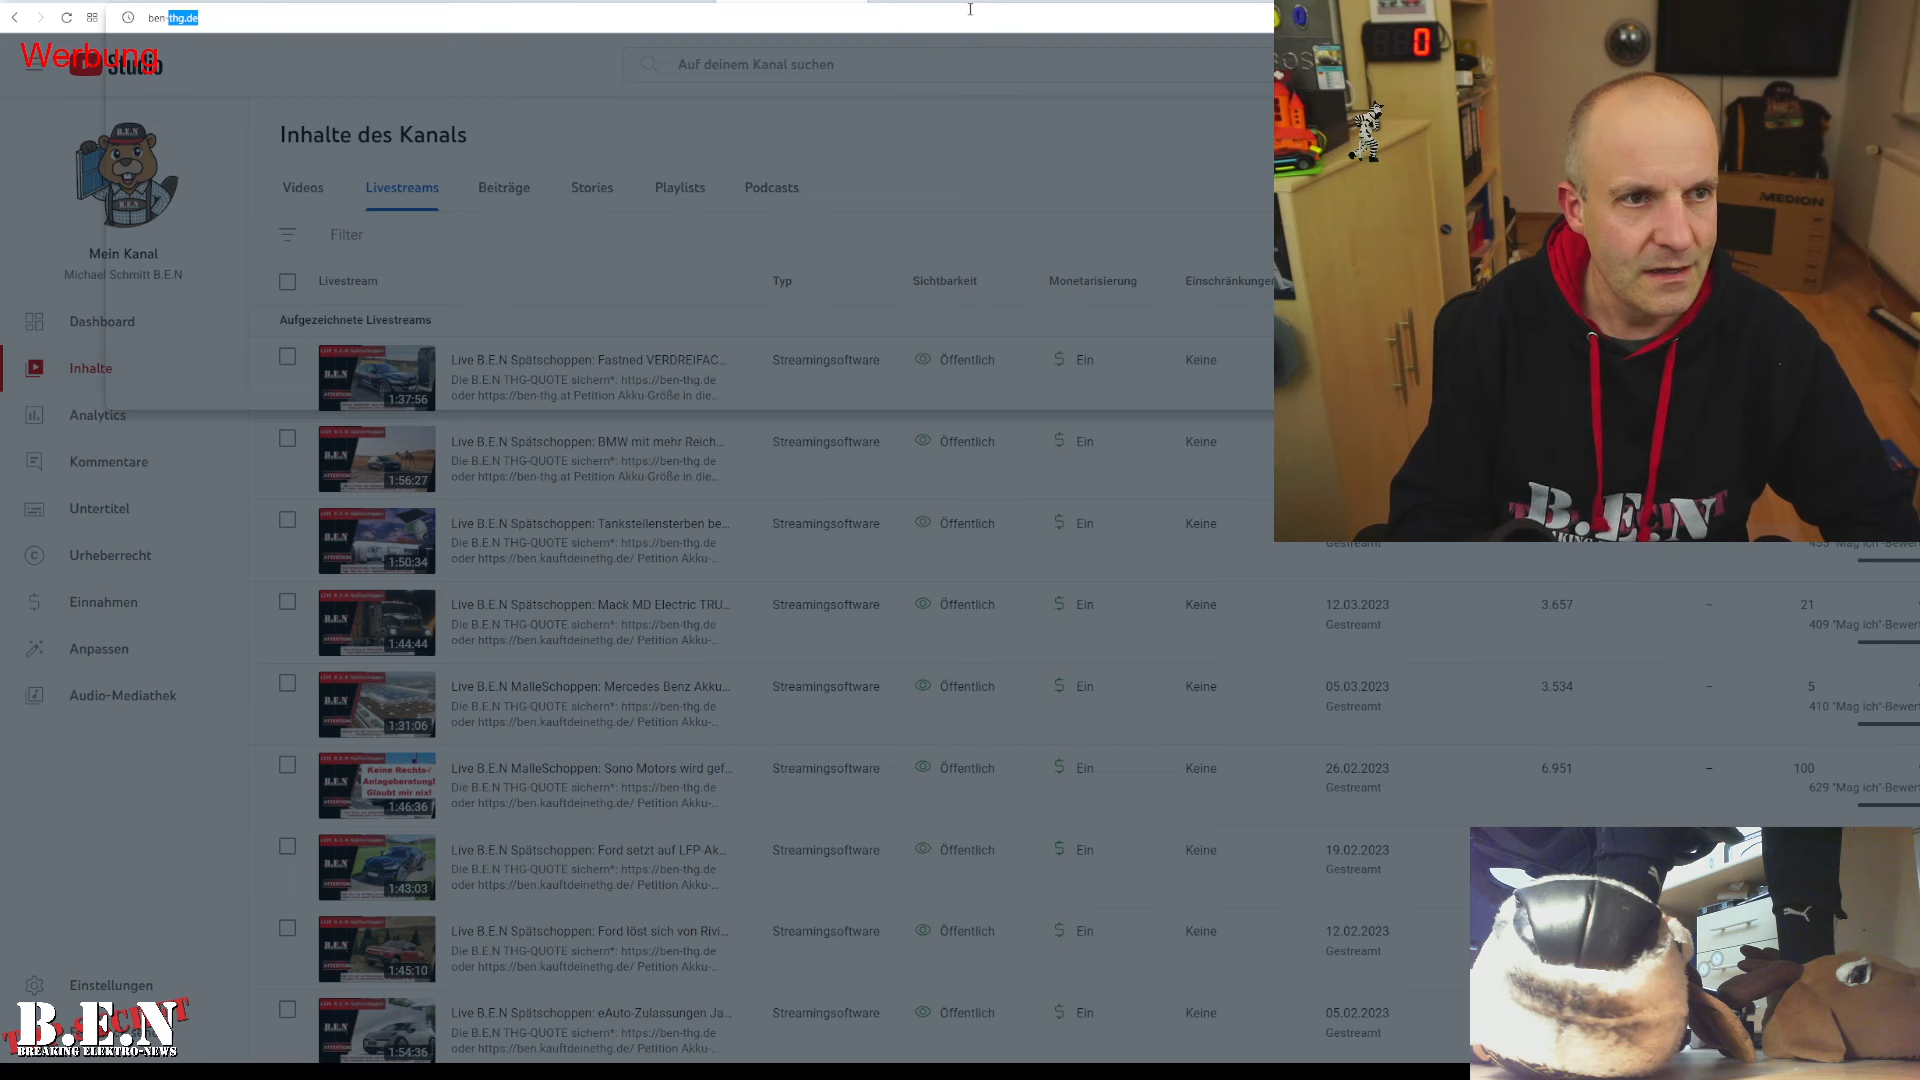 ben-thg.de
Werbung
Studio
Auf deinem Kanal suchen
B.E.N
B.E.N
Mein Kanal
Michael Schmitt B.E.N
Dashboard
Inhalte
Analytics
Kommentare
Untertitel
Urheberrecht
Einnahmen
Anpassen
Audio-Mediathek
Einstellungen
B.E.N
BREAKING ELEKTRO-NEWS
Inhalte des Kanals
Videos
Livestreams
Beiträge
Stories
Playlists
Podcasts
Filter
Livestream
Typ
Sichtbarkeit
Monetarisierung
Einschränkungen
Aufgezeichnete Livestreams
1:37:56
Live B.E.N Spätschoppen: Fastned VERDREIFAC...
Die B.E.N THG-QUOTE sichern*: https://ben-thg.de
oder https://ben-thg.at Petition Akku-Größe in die...
Streamingsoftware
Öffentlich
Ein
Keine
1:56:27
Live B.E.N Spätschoppen: BMW mit mehr Reich...
Die B.E.N THG-QUOTE sichern*: https://ben-thg.de
oder https://ben-thg.at Petition Akku-Größe in die...
Streamingsoftware
Öffentlich
Ein
Keine
1:50:34
Live B.E.N Spätschoppen: Tankstellensterben be...
Die B.E.N THG-QUOTE sichern*: https://ben-thg.de
oder https://ben.kauftdeinethg.de/ Petition Akku-...
Streamingsoftware
Öffentlich
Ein
Keine
Gestreamt
1:44:44
Live B.E.N Spätschoppen: Mack MD Electric TRU...
Die B.E.N THG-QUOTE sichern*: https://ben-thg.de
oder https://ben.kauftdeinethg.de/ Petition Akku-...
Streamingsoftware
Öffentlich
Ein
Keine
12.03.2023
Gestreamt
3.657
–
21
409 "Mag ich"-Bewer
1:31:06
Live B.E.N MalleSchoppen: Mercedes Benz Akku...
Die B.E.N THG-QUOTE sichern*: https://ben-thg.de
oder https://ben.kauftdeinethg.de/ Petition Akku-...
Streamingsoftware
Öffentlich
Ein
Keine
05.03.2023
Gestreamt
3.534
–
5
410 "Mag ich"-Bewer
Keine Rechts-/
Anlageberatung!
Glaubt mir nix!
1:46:36
Live B.E.N MalleSchoppen: Sono Motors wird gef...
Die B.E.N THG-QUOTE sichern*: https://ben-thg.de
oder https://ben.kauftdeinethg.de/ Petition Akku-...
Streamingsoftware
Öffentlich
Ein
Keine
26.02.2023
Gestreamt
6.951
–
100
629 "Mag ich"-Bewer
1:43:03
Live B.E.N Spätschoppen: Ford setzt auf LFP-Ak...
Die B.E.N THG-QUOTE sichern*: https://ben-thg.de
oder https://ben.kauftdeinethg.de/ Petition Akku-...
Streamingsoftware
Öffentlich
Ein
Keine
19.02.2023
Gestreamt
1:45:10
Live B.E.N Spätschoppen: Ford löst sich von Rivi...
Die B.E.N THG-QUOTE sichern*: https://ben-thg.de
oder https://ben.kauftdeinethg.de/ Petition Akku-...
Streamingsoftware
Öffentlich
Ein
Keine
12.02.2023
Gestreamt
1:54:36
Live B.E.N Spätschoppen: eAuto-Zulassungen Ja...
Die B.E.N THG-QUOTE sichern*: https://ben-thg.de
oder https://ben.kauftdeinethg.de/ Petition Akku-...
Streamingsoftware
Öffentlich
Ein
Keine
05.02.2023
Gestreamt
0
MEDION
B.E.N